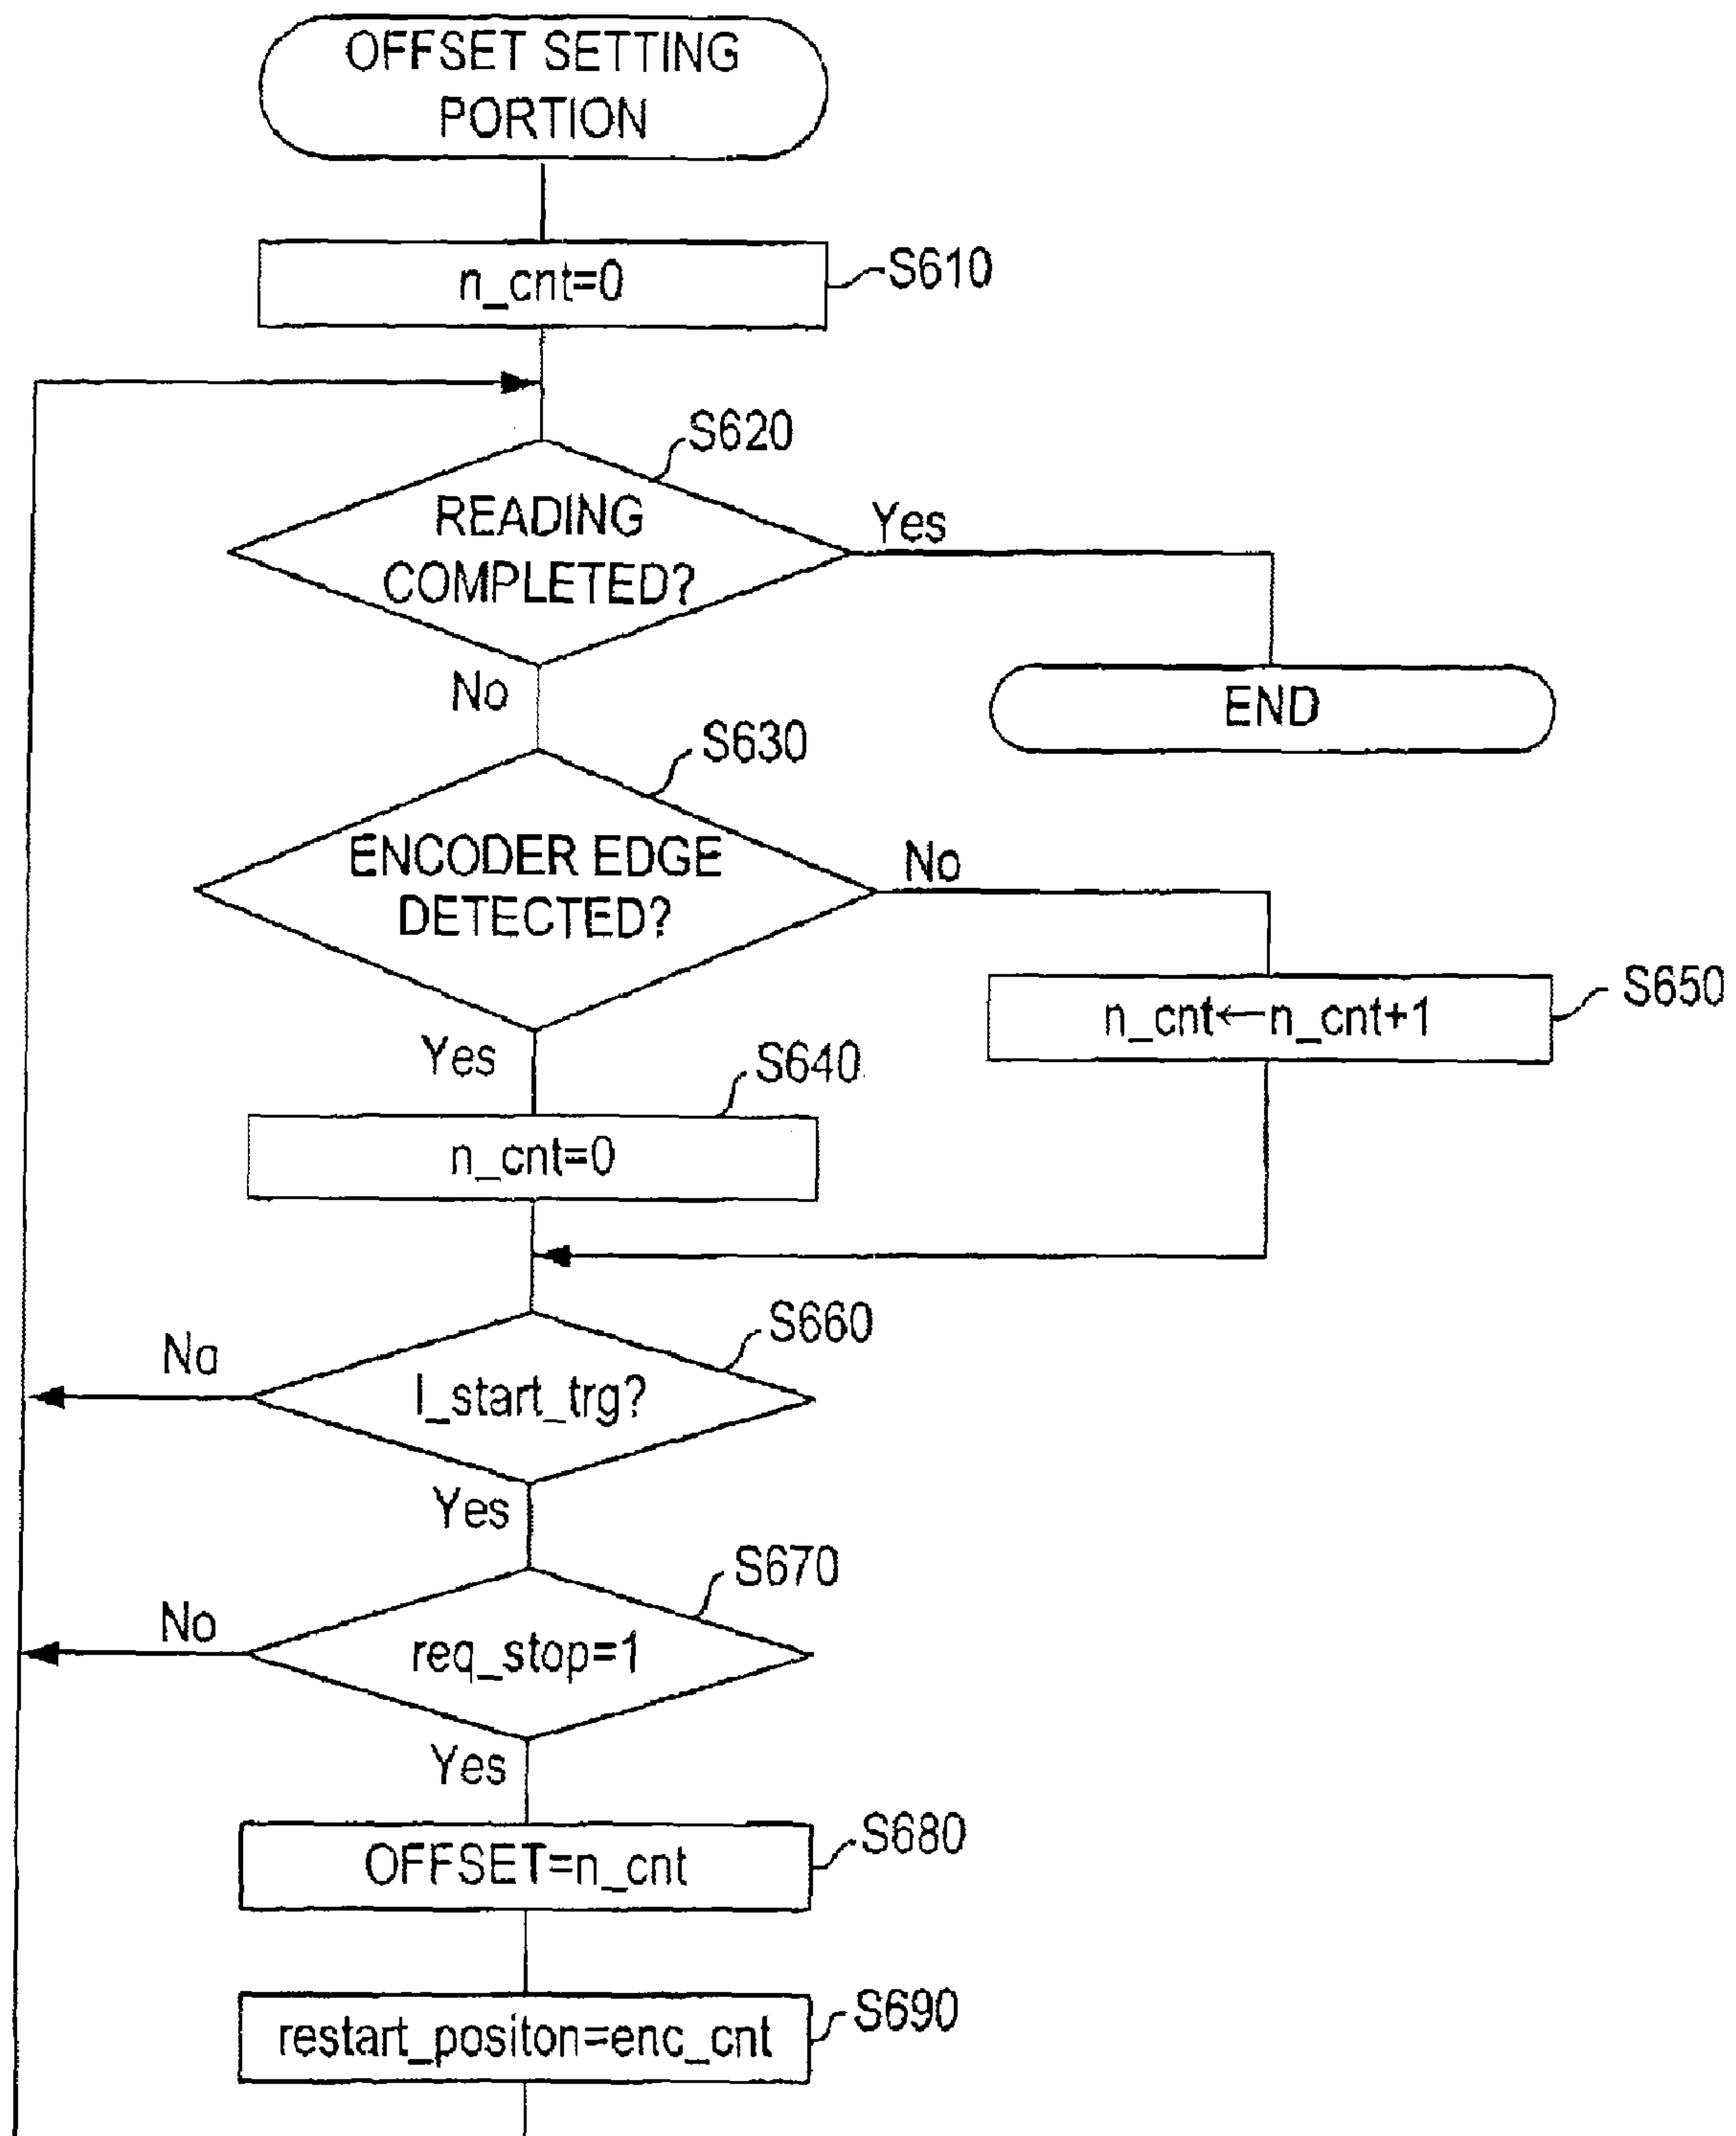 OFFSET SETTING
PORTION
n_cnt=0
S610
S620
READING
COMPLETED?
Yes
No
END
S630
ENCODER EDGE
DETECTED?
No
S650
n_cnt←n_cnt+1
Yes
S640
n_cnt=0
S660
No
l_start_trg?
Yes
S670
No
req_stop=1
Yes
S680
OFFSET=n_cnt
S690
restart_positon=enc_cnt